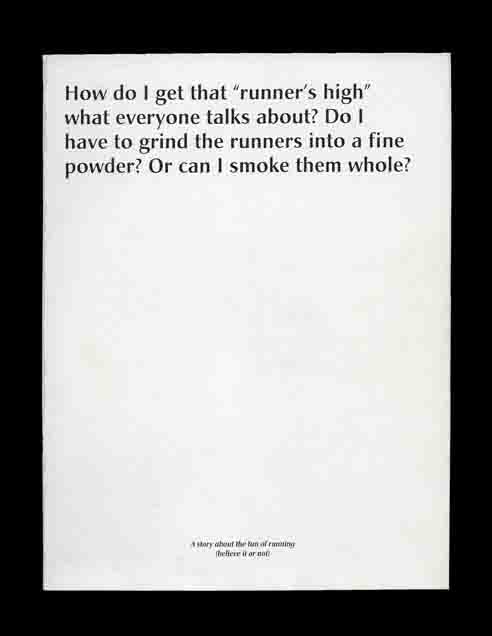 How do I get that “runner’s high”
what everyone talks about? Do I
have to grind the runners into a fine
powder? Or can I smoke them whole?
A story about the fun of running
(believe it or not)